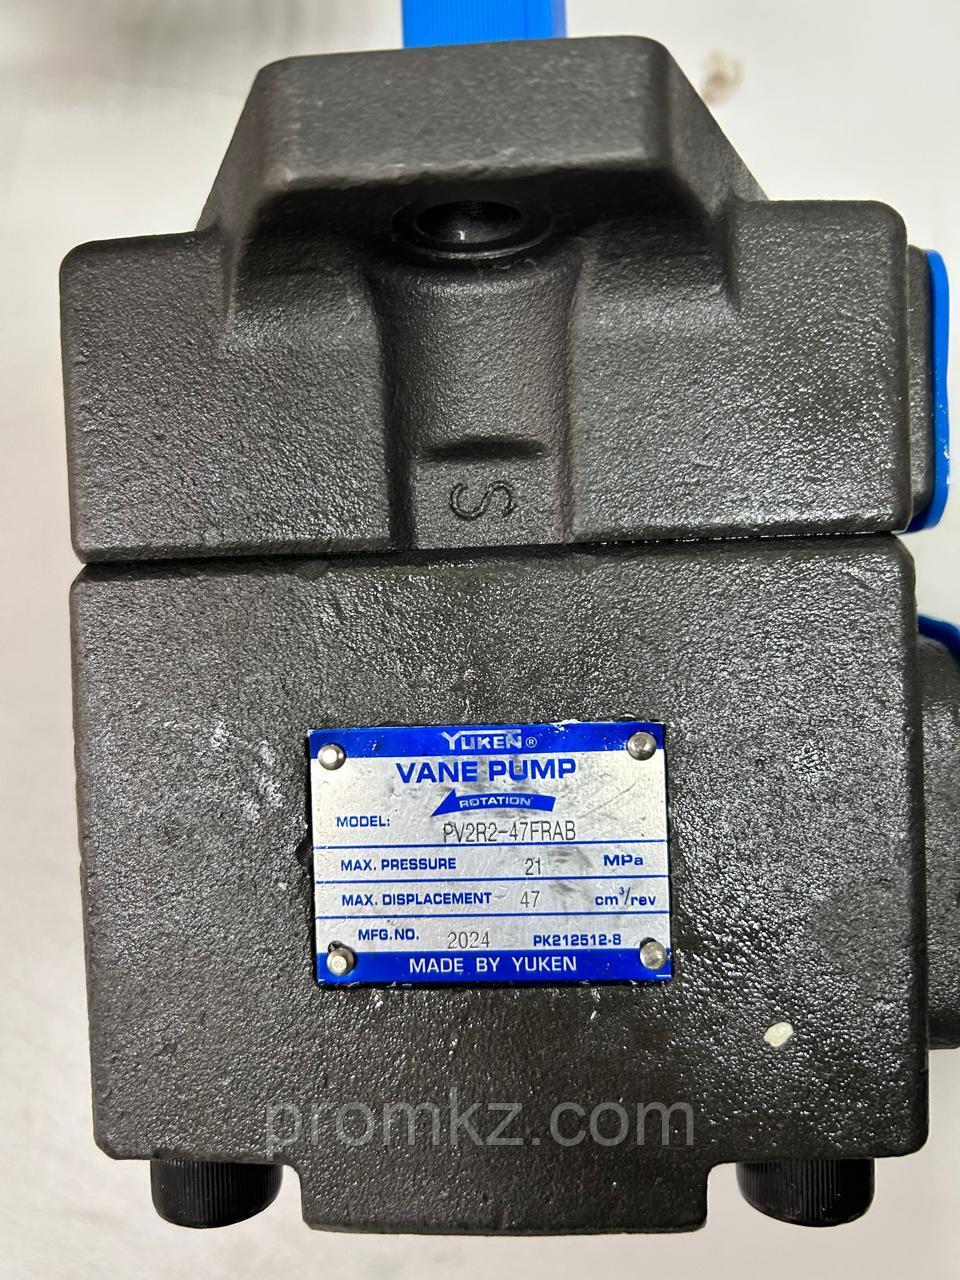 S
YUKEN®
VANE PUMP
ROTATION
MODEL: PV2R2-47FRAB
MAX. PRESSURE 21 MPa
MAX. DISPLACEMENT 47 cm³/rev
MFG.NO. 2024 PK212512-8
MADE BY YUKEN
promkz.com